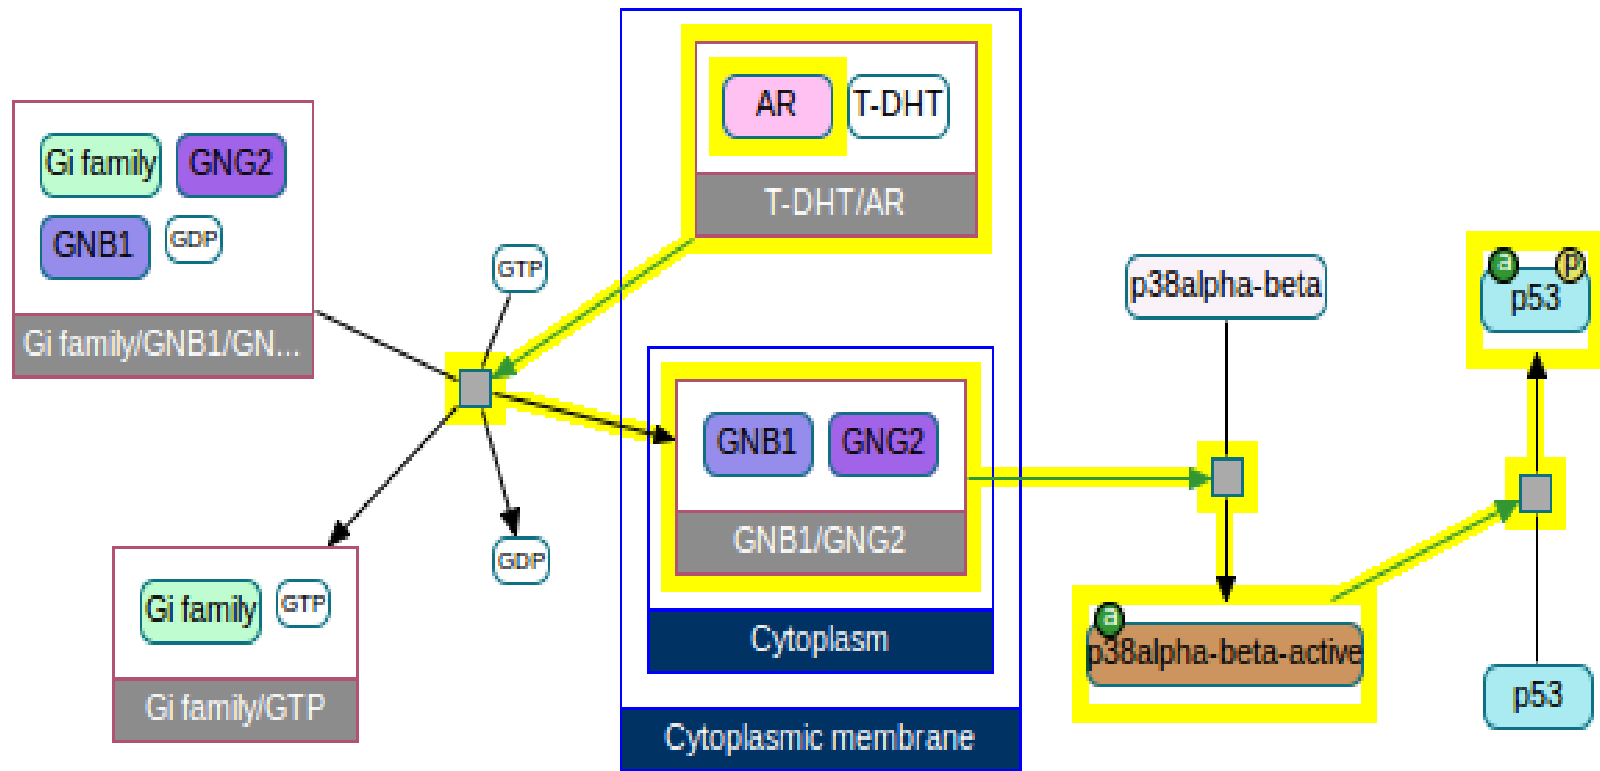 Gi family
GNG2
GNB1
GDP
Gi family/GNB1/GN...
GTP
GDP
Gi family
GTP
Gi family/GTP
AR
T-DHT
T-DHT/AR
GNB1
GNG2
GNB1/GNG2
Cytoplasm
Cytoplasmic membrane
p38alpha-beta
a
p38alpha-beta-active
a
p
p53
p53